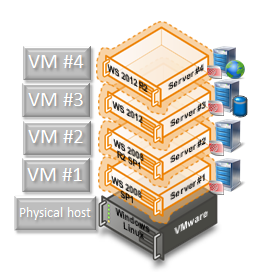 VM #4
WS 2012 R2
Server #4
VM #3
WS 2012
Server #3
VM #2
WS 2008
R2 SP1
Server #2
VM #1
WS 2008
SP1
Server #1
Physical host
Windows
Linux
VMware